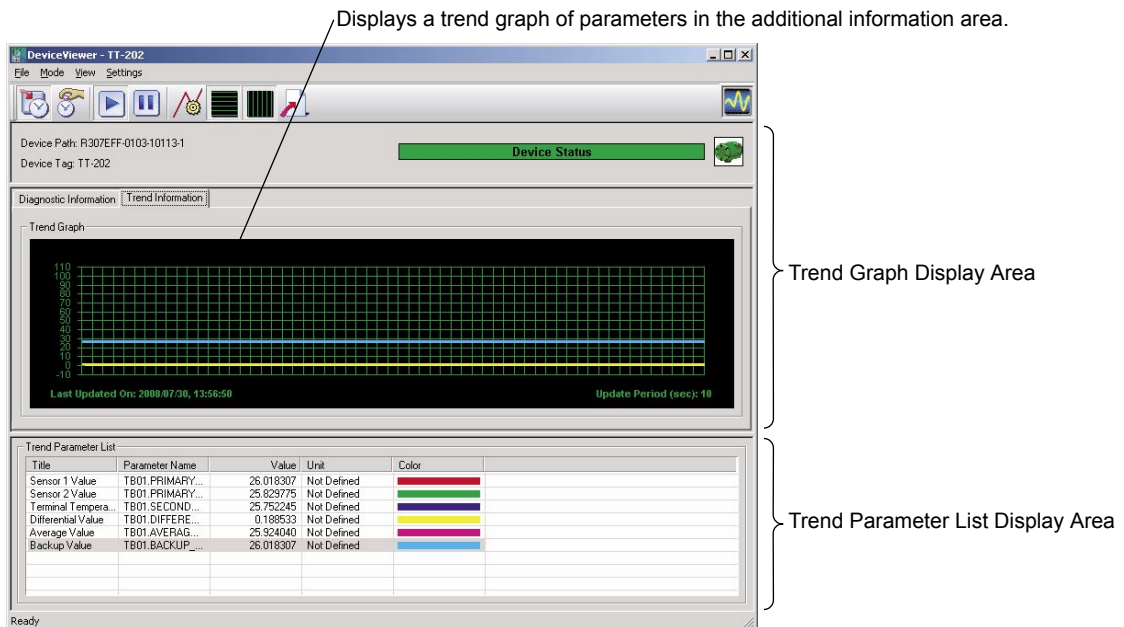 Displays a trend graph of parameters in the additional information area.
DeviceViewer - TT-202
File Mode View Settings
Device Path: R307EFF-0103-10113-1
Device Status
Device Tag: TT-202
Diagnostic Information Trend Information
Trend Graph
110
100
90
80
70
60
50
40
30
20
10
0
-10
Last Updated On: 2008/07/30, 13:56:50 Update Period (sec): 10
Trend Graph Display Area
Trend Parameter List
Title Parameter Name Value Unit Color
Sensor 1 Value TB01.PRIMARY... 26.018307 Not Defined
Sensor 2 Value TB01.PRIMARY... 25.829775 Not Defined
Terminal Tempera... TB01.SECOND... 25.752245 Not Defined
Differential Value TB01.DIFFERE... 0.188533 Not Defined
Average Value TB01.AVERAG... 25.924040 Not Defined
Backup Value TB01.BACKUP_... 26.018307 Not Defined
Trend Parameter List Display Area
Ready